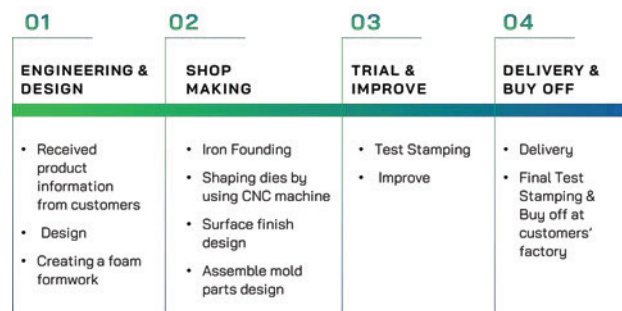 01
ENGINEERING &
DESIGN
• Received
product
information
from customers
• Design
• Creating a foam
formwork
02
SHOP
MAKING
• Iron Founding
• Shaping dies by
using CNC machine
• Surface finish
design
• Assemble mold
parts design
03
TRIAL &
IMPROVE
• Test Stamping
• Improve
04
DELIVERY &
BUY OFF
• Delivery
• Final Test
Stamping &
Buy off at
customers'
factory